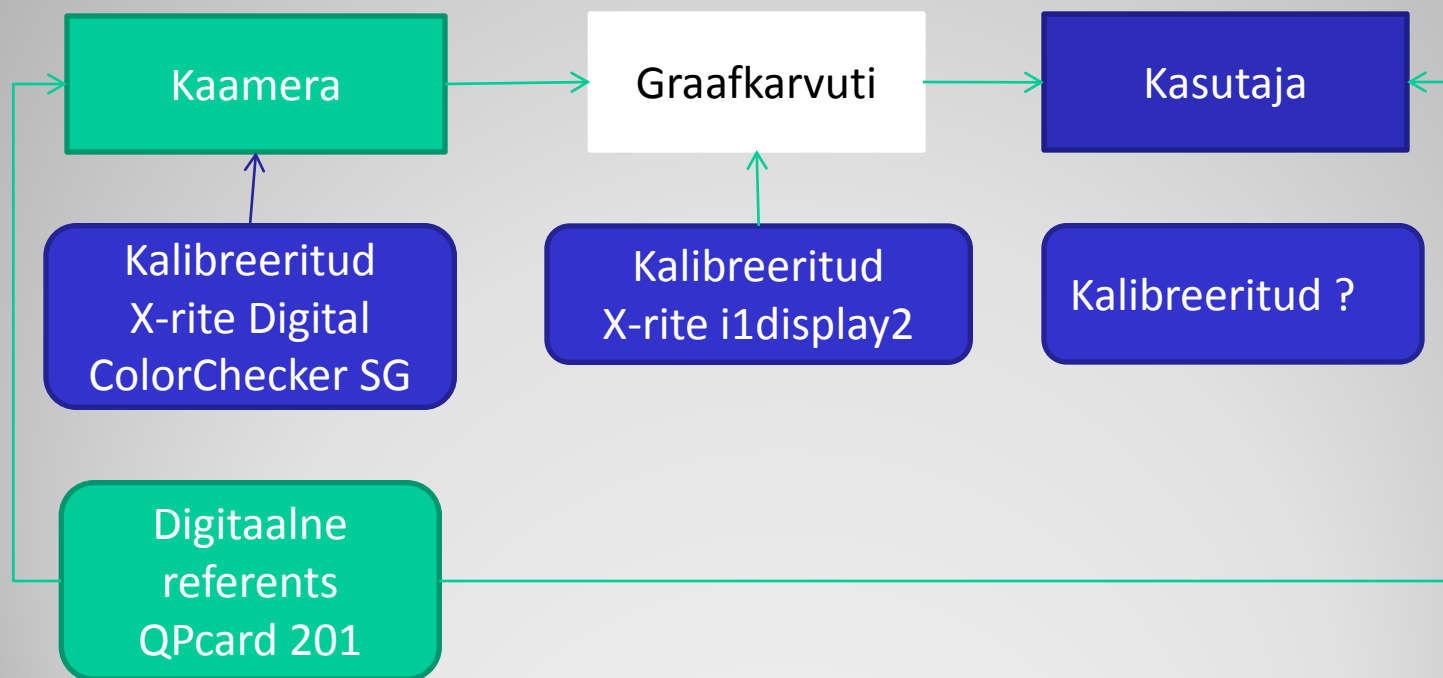 Kaamera
Graafkarvuti
Kasutaja
Kalibreeritud
X-rite Digital
ColorChecker SG
Kalibreeritud
X-rite i1display2
Kalibreeritud ?
Digitaalne
referents
QPcard 201